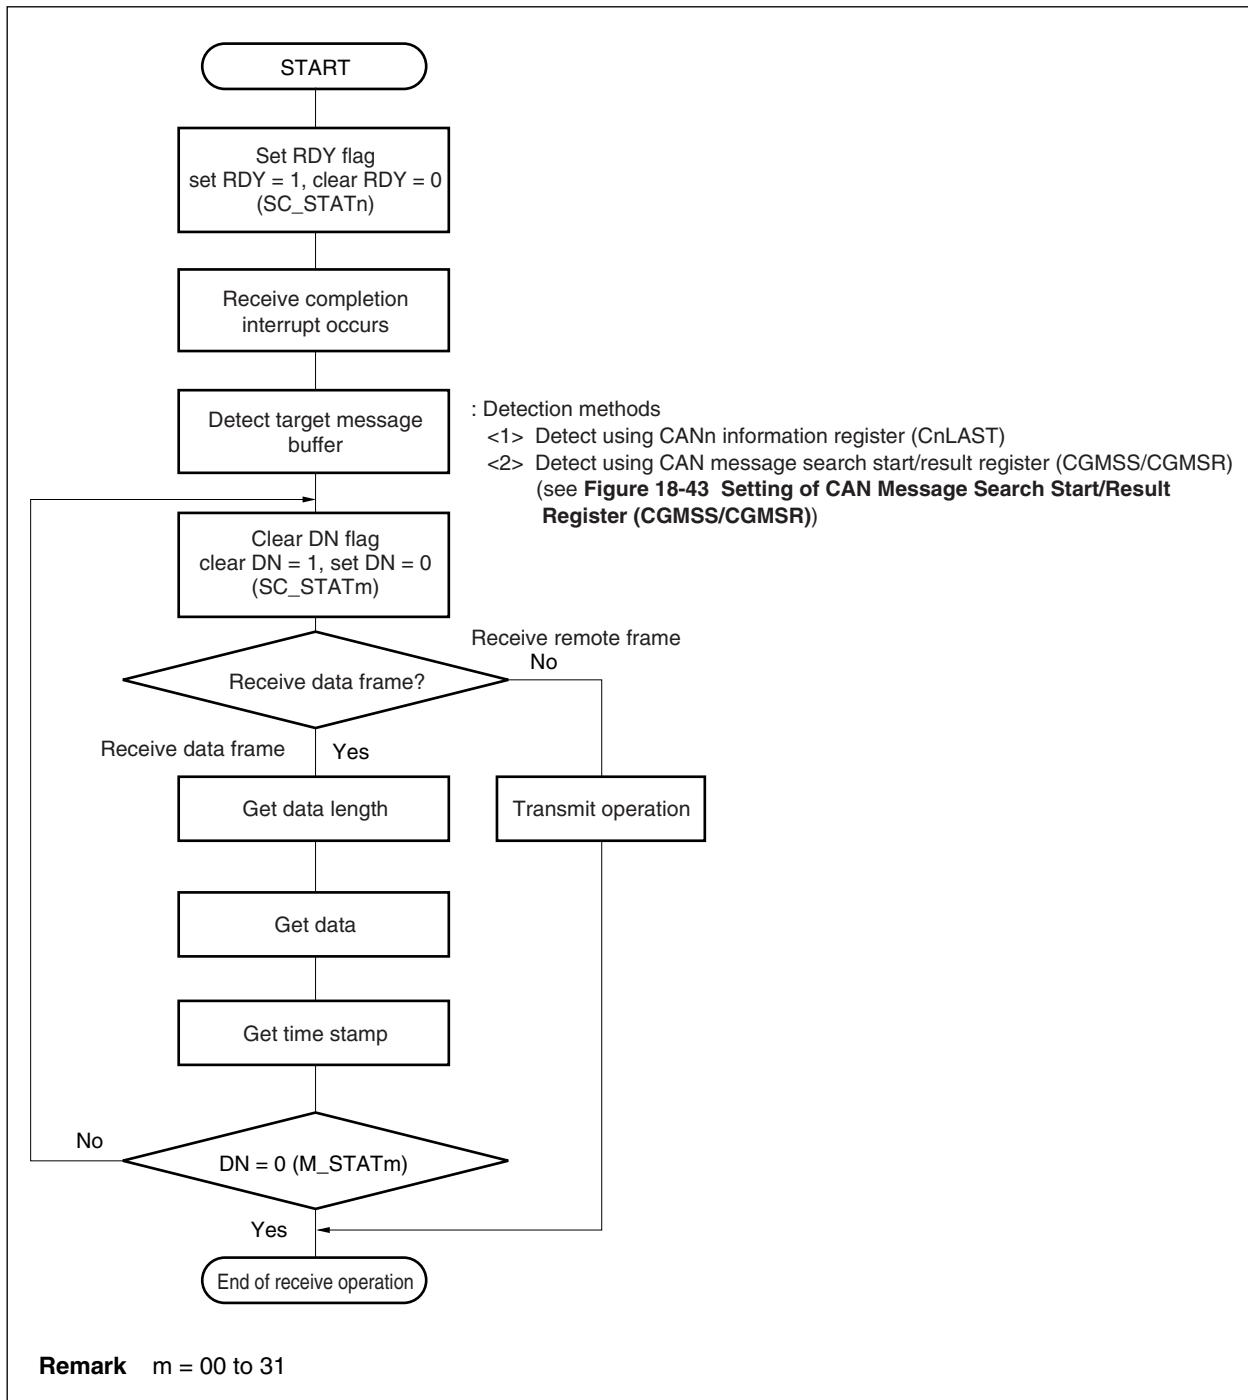 START
Set RDY flag
set RDY = 1, clear RDY = 0
(SC_STATn)
Receive completion
interrupt occurs
Detect target message
buffer
: Detection methods
<1> Detect using CANn information register (CnLAST)
<2> Detect using CAN message search start/result register (CGMSS/CGMSR)
(see Figure 18-43 Setting of CAN Message Search Start/Result
Register (CGMSS/CGMSR))
Clear DN flag
clear DN = 1, set DN = 0
(SC_STATm)
Receive remote frame
No
Receive data frame?
Receive data frame
Yes
Get data length
Transmit operation
Get data
Get time stamp
No
DN = 0 (M_STATm)
Yes
End of receive operation
Remark m = 00 to 31